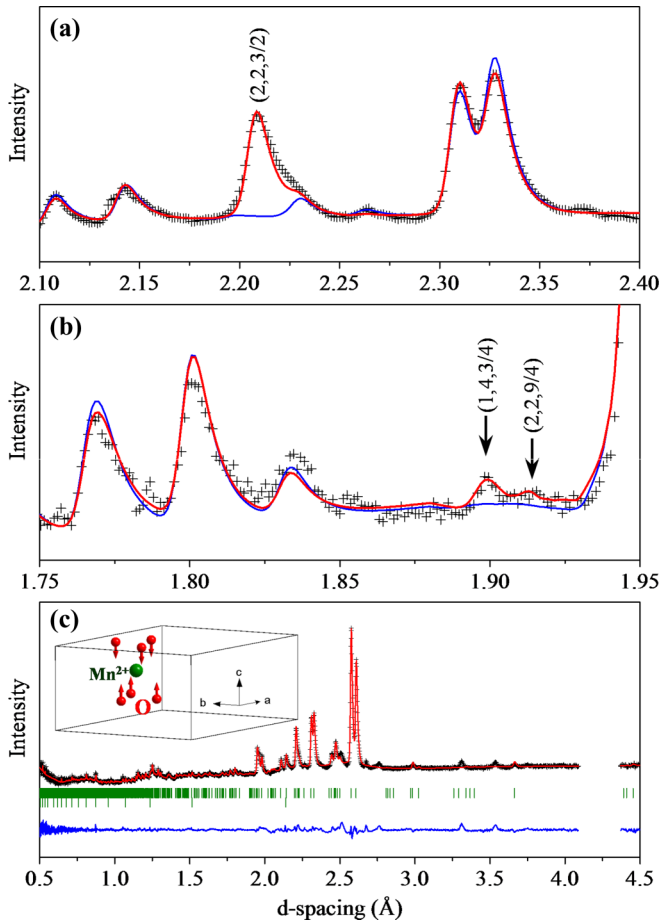 (a)
(2,2,3/2)
Intensity
2.10 2.15 2.20 2.25 2.30 2.35 2.40
(b)
(1,4,3/4)
(2,2,9/4)
Intensity
1.75 1.80 1.85 1.90 1.95
(c)
Mn2+
O
c
b
a
Intensity
0.5 1.0 1.5 2.0 2.5 3.0 3.5 4.0 4.5
d-spacing (Å)